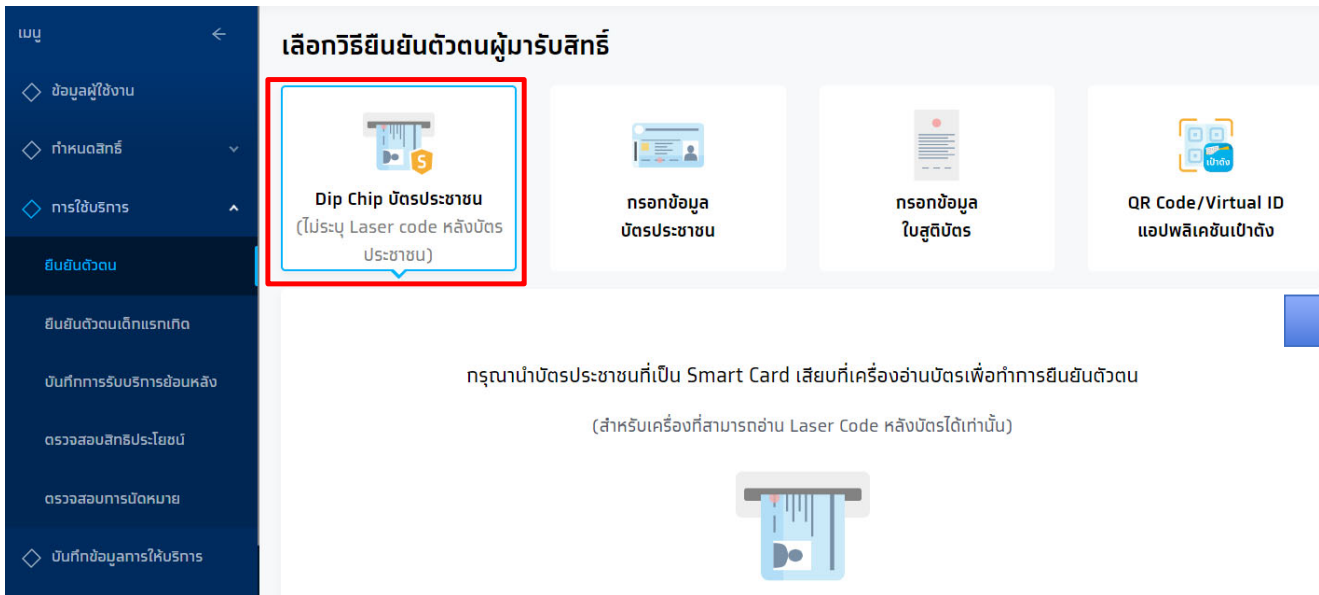 เมนู
ข้อมูลผู้ใช้งาน
กำหนดสิทธิ์
การใช้บริการ
ยืนยันตัวตน
ยืนยันตัวตนเด็กแรกเกิด
บันทึกการรับบริการย้อนหลัง
ตรวจสอบสิทธิประโยชน์
ตรวจสอบการนัดหมาย
บันทึกข้อมูลการให้บริการ
เลือกวิธียืนยันตัวตนผู้มารับสิทธิ์
S
Dip Chip บัตรประชาชน
(ไม่ระบุ Laser code หลังบัตร
ประชาชน)
กรอกข้อมูล
บัตรประชาชน
กรอกข้อมูล
ใบสูติบัตร
เป๋าตัง
QR Code/Virtual ID
แอปพลิเคชันเป๋าตัง
กรุณานำบัตรประชาชนที่เป็น Smart Card เสียบที่เครื่องอ่านบัตรเพื่อทำการยืนยันตัวตน
(สำหรับเครื่องที่สามารถอ่าน Laser Code หลังบัตรได้เท่านั้น)